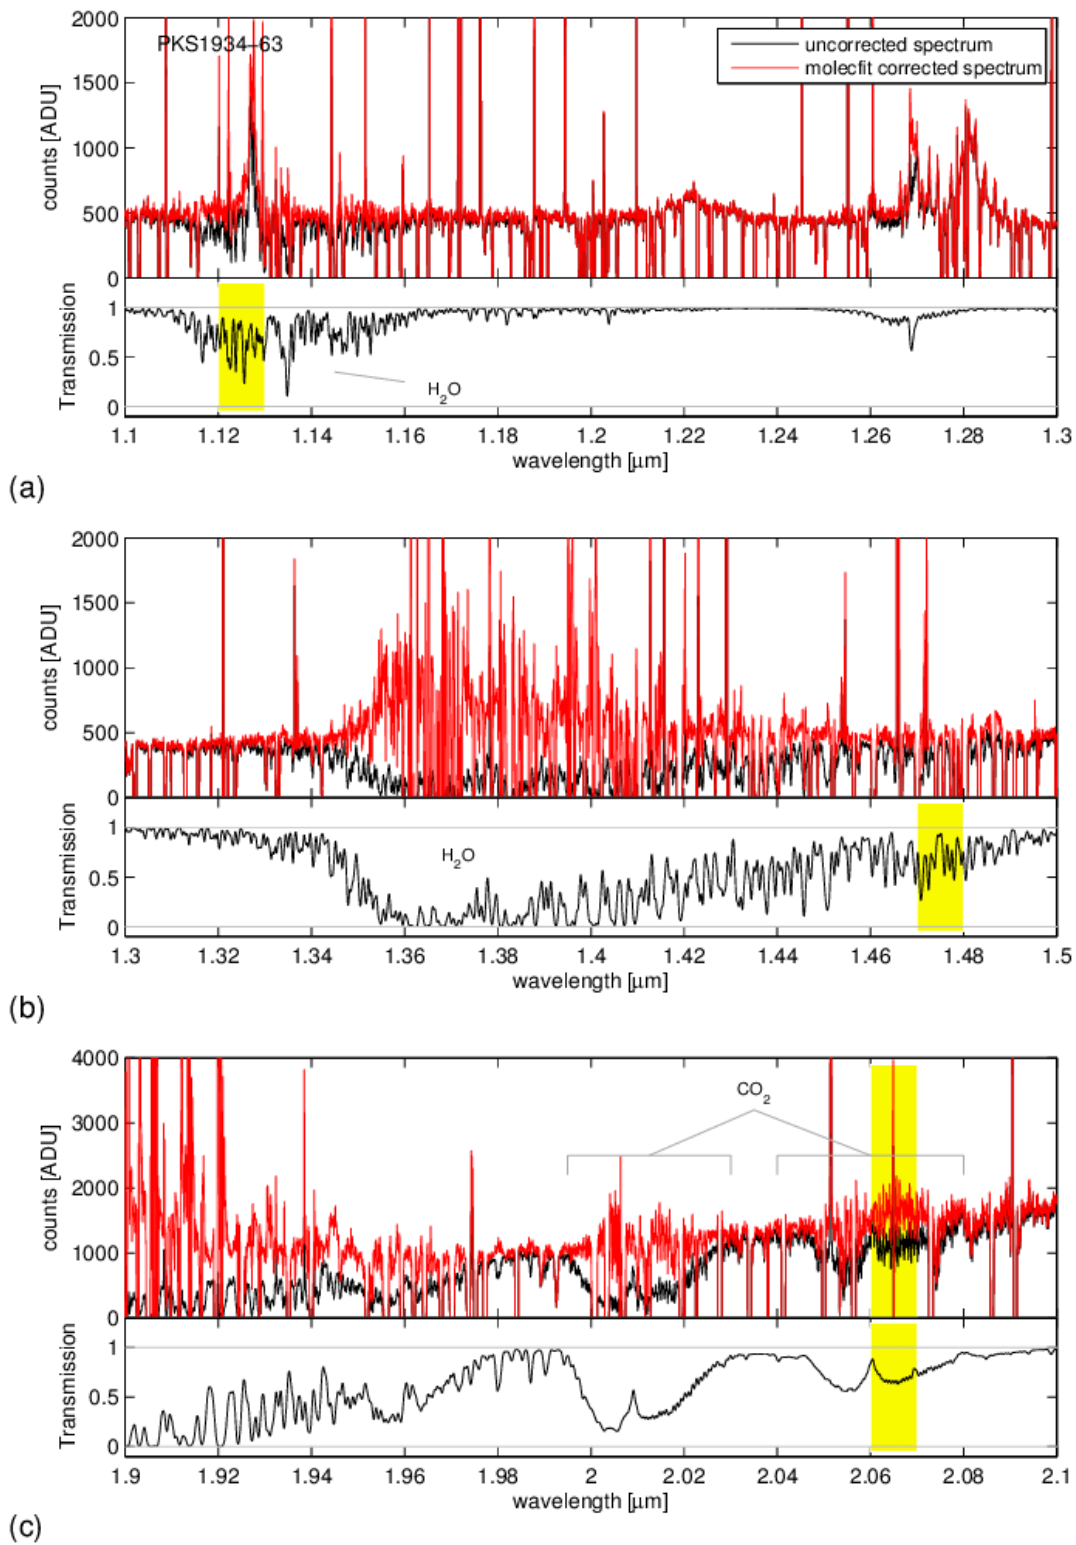 2000
PKS1934-63
uncorrected spectrum
molecfit corrected spectrum
1500
counts [ADU]
1000
500
0
1
Transmission
0.5
H2O
0
1.1 1.12 1.14 1.16 1.18 1.2 1.22 1.24 1.26 1.28 1.3
wavelength [μm]
(a)
2000
1500
counts [ADU]
1000
500
0
1
Transmission
H2O
0.5
0
1.3 1.32 1.34 1.36 1.38 1.4 1.42 1.44 1.46 1.48 1.5
wavelength [μm]
(b)
4000
CO2
3000
counts [ADU]
2000
1000
0
1
Transmission
0.5
0
1.9 1.92 1.94 1.96 1.98 2 2.02 2.04 2.06 2.08 2.1
wavelength [μm]
(c)